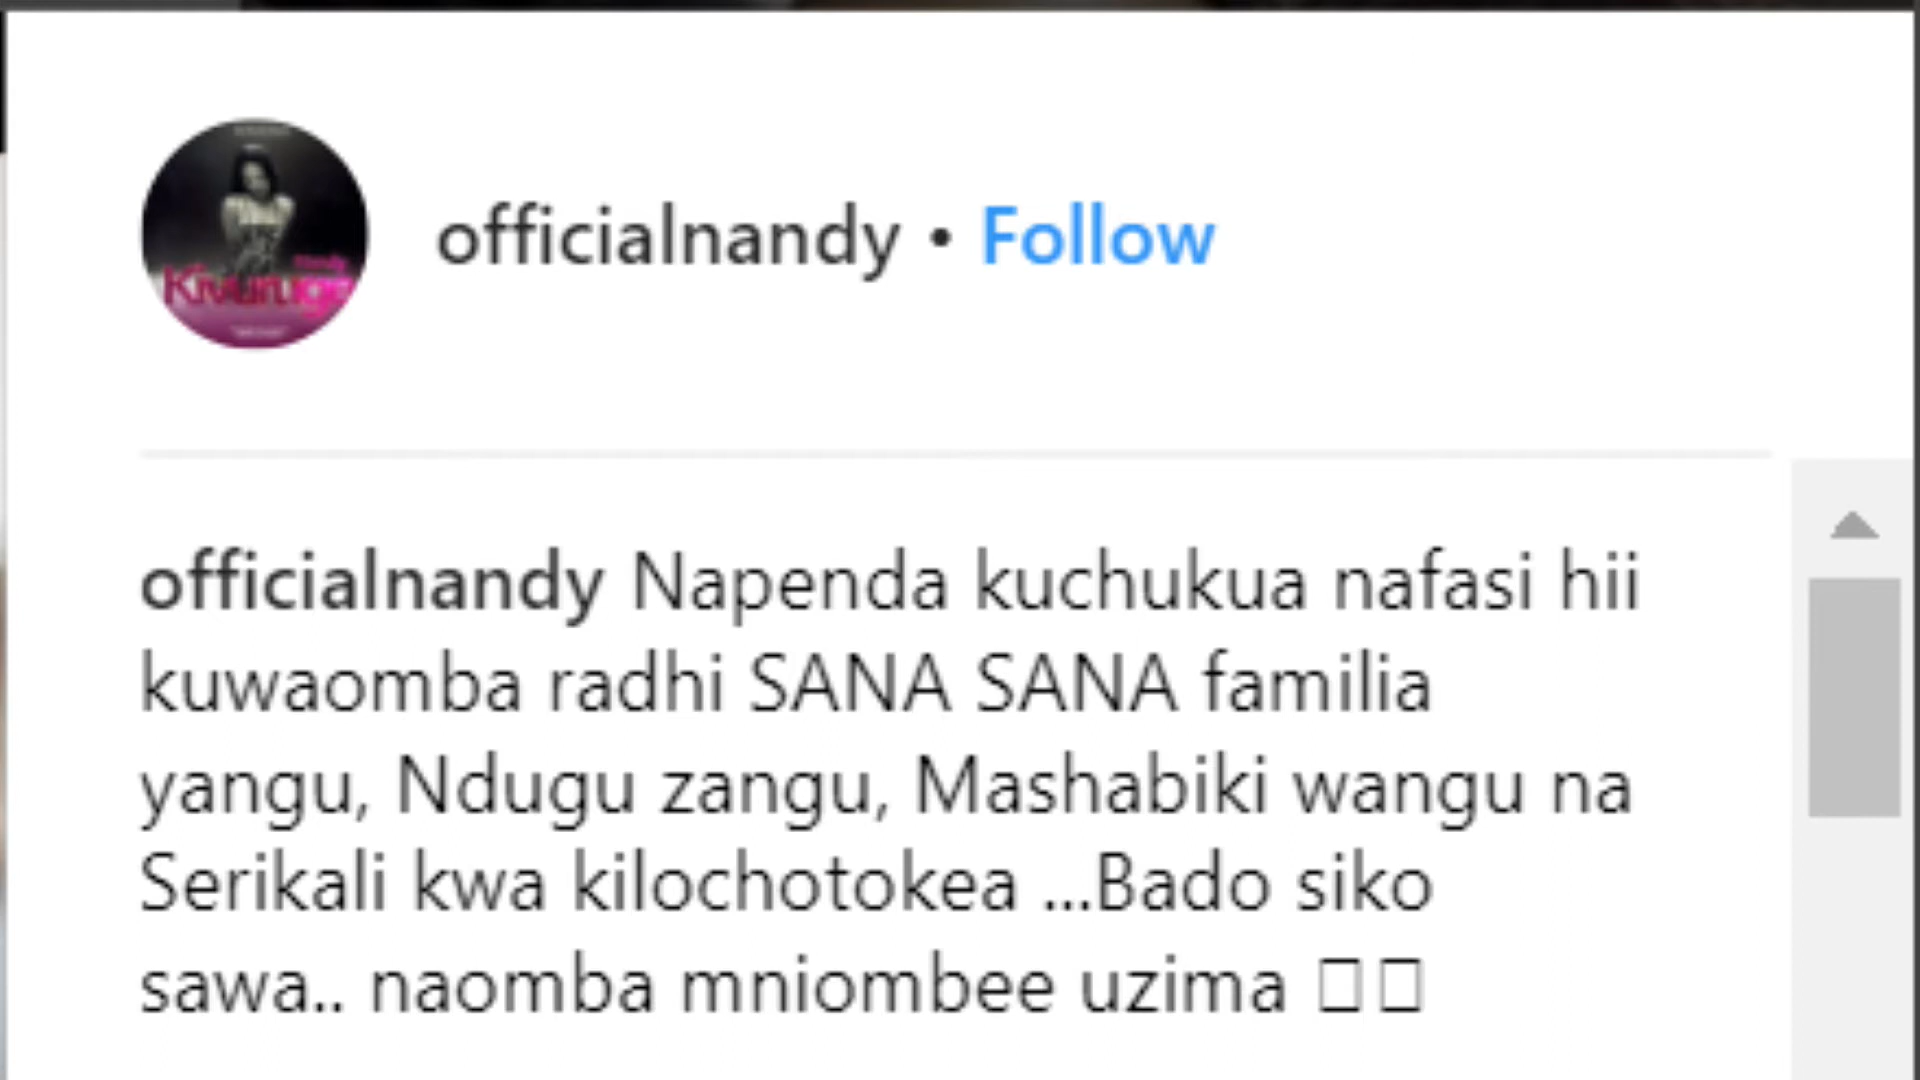 Kivuruge
officialnandy • Follow
officialnandy Napenda kuchukua nafasi hii
kuwaomba radhi SANA SANA familia
yangu, Ndugu zangu, Mashabiki wangu na
Serikali kwa kilochotokea ...Bado siko
sawa.. naomba mniombee uzima